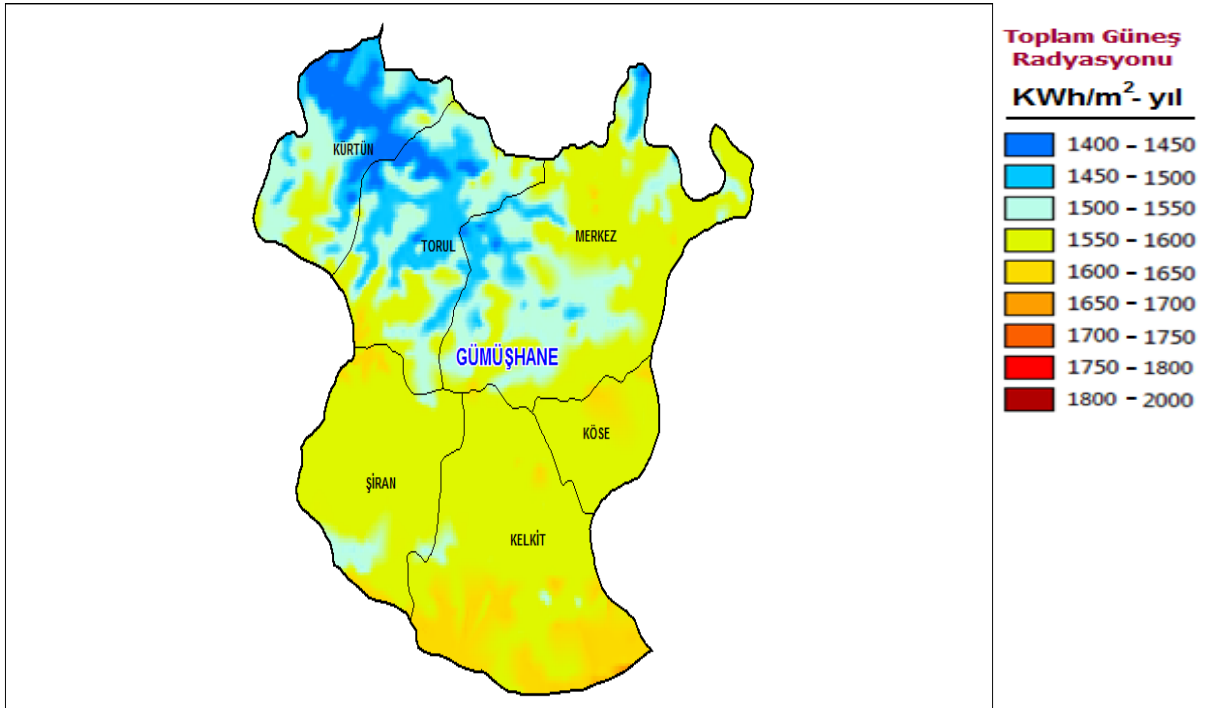 Toplam Güneş
Radyasyonu
KWh/m²- yıl
1400 - 1450
1450 - 1500
1500 - 1550
1550 - 1600
1600 - 1650
1650 - 1700
1700 - 1750
1750 - 1800
1800 - 2000
KÜRTÜN
TORUL
MERKEZ
GÜMÜŞHANE
KÖSE
ŞİRAN
KELKİT